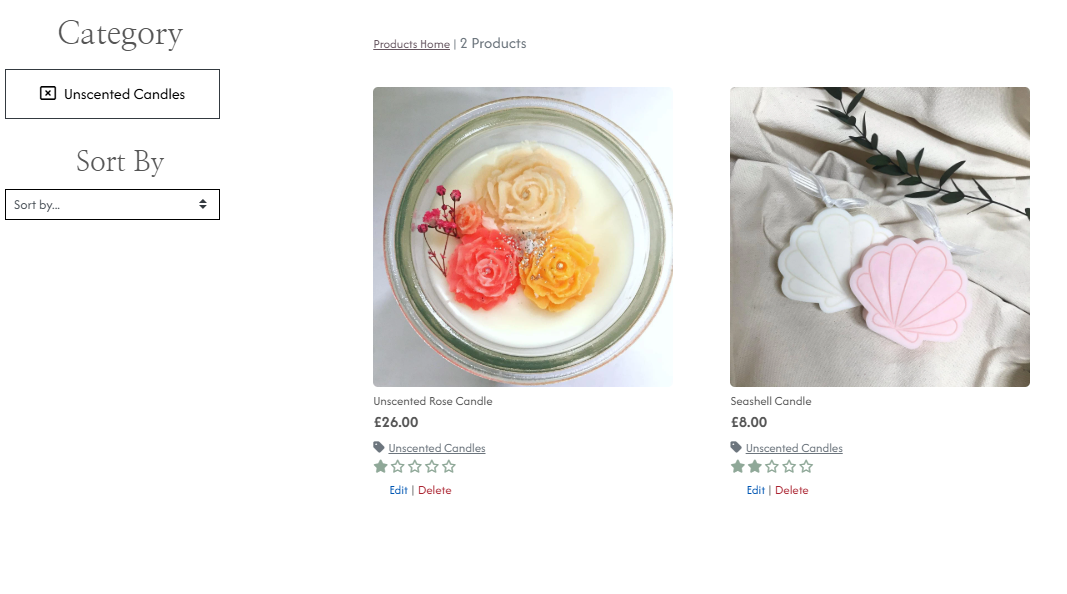 Category
Unscented Candles
Sort By
Sort by...
Products Home | 2 Products
Unscented Rose Candle
£26.00
Unscented Candles
Edit | Delete
Seashell Candle
£8.00
Unscented Candles
Edit | Delete